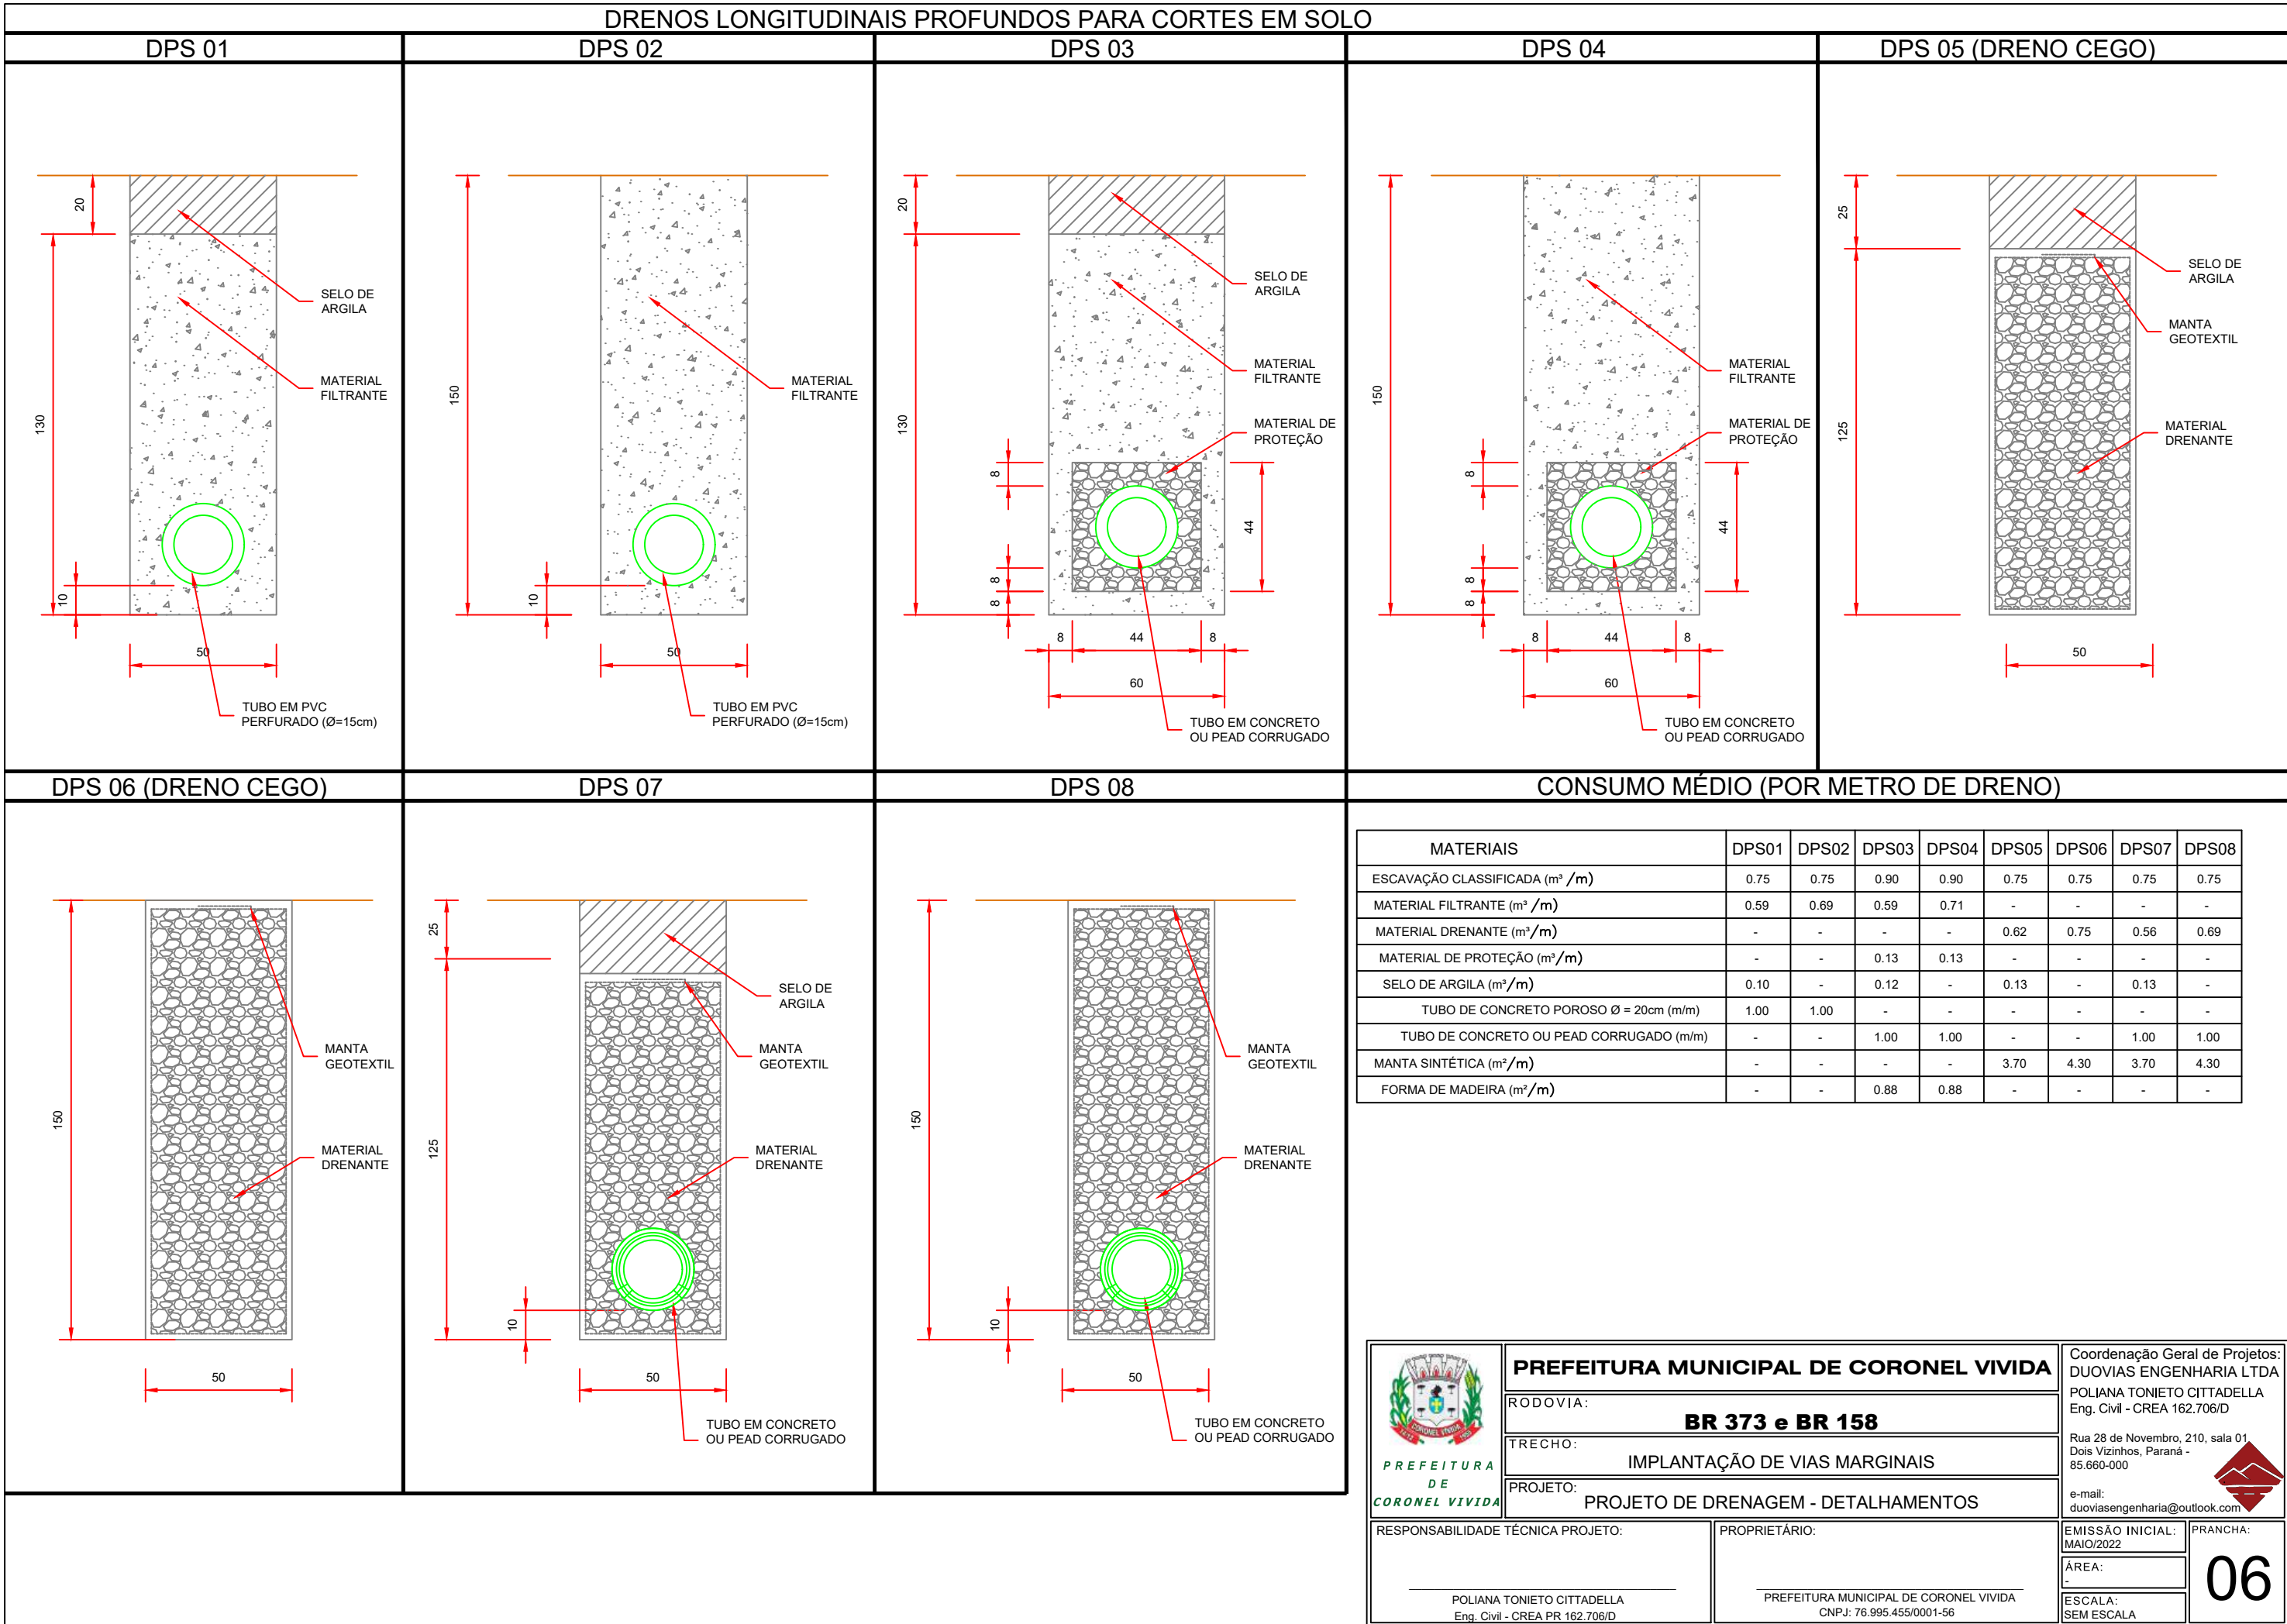 DRENOS LONGITUDINAIS PROFUNDOS PARA CORTES EM SOLO
DPS 01
20
130
10
50
SELO DE
ARGILA
MATERIAL
FILTRANTE
TUBO EM PVC
PERFURADO (Ø=15cm)
DPS 02
150
10
50
MATERIAL
FILTRANTE
TUBO EM PVC
PERFURADO (Ø=15cm)
DPS 03
20
130
8
8
8
44
8
44
8
60
SELO DE
ARGILA
MATERIAL
FILTRANTE
MATERIAL DE
PROTEÇÃO
TUBO EM CONCRETO
OU PEAD CORRUGADO
DPS 04
150
8
8
8
44
8
44
8
60
MATERIAL
FILTRANTE
MATERIAL DE
PROTEÇÃO
TUBO EM CONCRETO
OU PEAD CORRUGADO
DPS 05 (DRENO CEGO)
25
125
50
SELO DE
ARGILA
MANTA
GEOTEXTIL
MATERIAL
DRENANTE
DPS 06 (DRENO CEGO)
150
50
MANTA
GEOTEXTIL
MATERIAL
DRENANTE
DPS 07
25
125
10
50
SELO DE
ARGILA
MANTA
GEOTEXTIL
MATERIAL
DRENANTE
TUBO EM CONCRETO
OU PEAD CORRUGADO
DPS 08
150
10
50
MANTA
GEOTEXTIL
MATERIAL
DRENANTE
TUBO EM CONCRETO
OU PEAD CORRUGADO
CONSUMO MÉDIO (POR METRO DE DRENO)
MATERIAIS DPS01 DPS02 DPS03 DPS04 DPS05 DPS06 DPS07 DPS08
ESCAVAÇÃO CLASSIFICADA (m³ /m) 0.75 0.75 0.90 0.90 0.75 0.75 0.75 0.75
MATERIAL FILTRANTE (m³ /m) 0.59 0.69 0.59 0.71 - - - -
MATERIAL DRENANTE (m³/m) - - - - 0.62 0.75 0.56 0.69
MATERIAL DE PROTEÇÃO (m³/m) - - 0.13 0.13 - - - -
SELO DE ARGILA (m³/m) 0.10 - 0.12 - 0.13 - 0.13 -
TUBO DE CONCRETO POROSO Ø = 20cm (m/m) 1.00 1.00 - - - - - -
TUBO DE CONCRETO OU PEAD CORRUGADO (m/m) - - 1.00 1.00 - - 1.00 1.00
MANTA SINTÉTICA (m²/m) - - - - 3.70 4.30 3.70 4.30
FORMA DE MADEIRA (m²/m) - - 0.88 0.88 - - - -
CORONEL VIVIDA
PREFEITURA
DE
CORONEL VIVIDA
PREFEITURA MUNICIPAL DE CORONEL VIVIDA
RODOVIA:
BR 373 e BR 158
TRECHO:
IMPLANTAÇÃO DE VIAS MARGINAIS
PROJETO:
PROJETO DE DRENAGEM - DETALHAMENTOS
Coordenação Geral de Projetos:
DUOVIAS ENGENHARIA LTDA
POLIANA TONIETO CITTADELLA
Eng. Civil - CREA 162.706/D
Rua 28 de Novembro, 210, sala 01,
Dois Vizinhos, Paraná -
85.660-000
e-mail:
duoviasengenharia@outlook.com
RESPONSABILIDADE TÉCNICA PROJETO:
POLIANA TONIETO CITTADELLA
Eng. Civil - CREA PR 162.706/D
PROPRIETÁRIO:
PREFEITURA MUNICIPAL DE CORONEL VIVIDA
CNPJ: 76.995.455/0001-56
EMISSÃO INICIAL:
MAIO/2022
ÁREA:
-
ESCALA:
SEM ESCALA
PRANCHA:
06